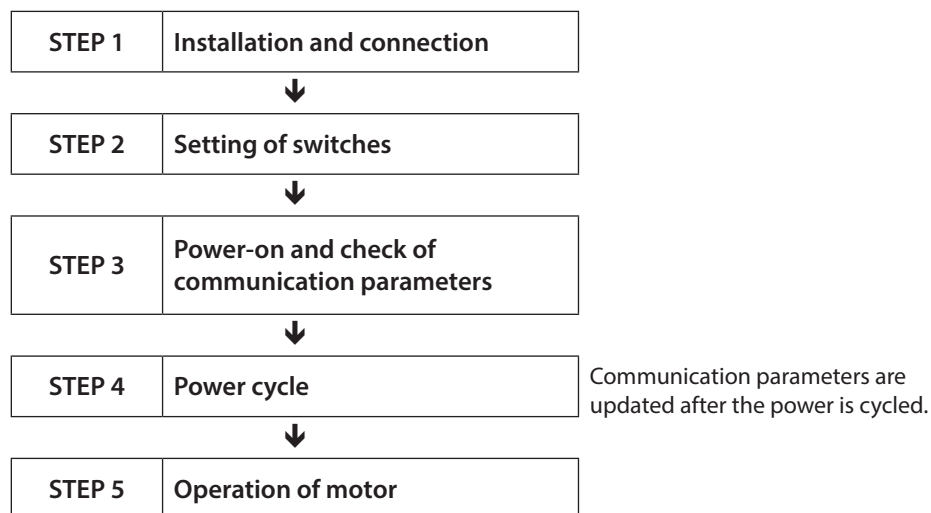 STEP 1 Installation and connection
STEP 2 Setting of switches
STEP 3 Power-on and check of
communication parameters
STEP 4 Power cycle
Communication parameters are
updated after the power is cycled.
STEP 5 Operation of motor